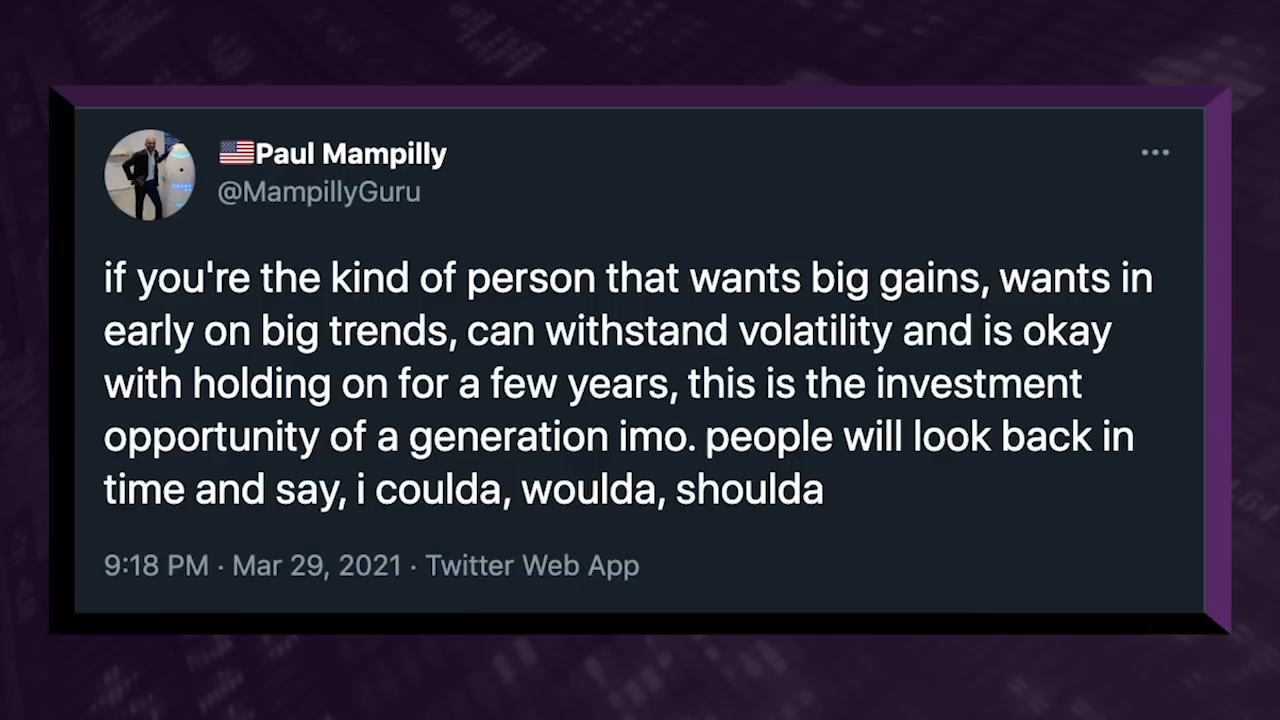 🇺🇸Paul Mampilly
@MampillyGuru
if you're the kind of person that wants big gains, wants in
early on big trends, can withstand volatility and is okay
with holding on for a few years, this is the investment
opportunity of a generation imo. people will look back in
time and say, i coulda, woulda, shoulda
9:18 PM · Mar 29, 2021 · Twitter Web App